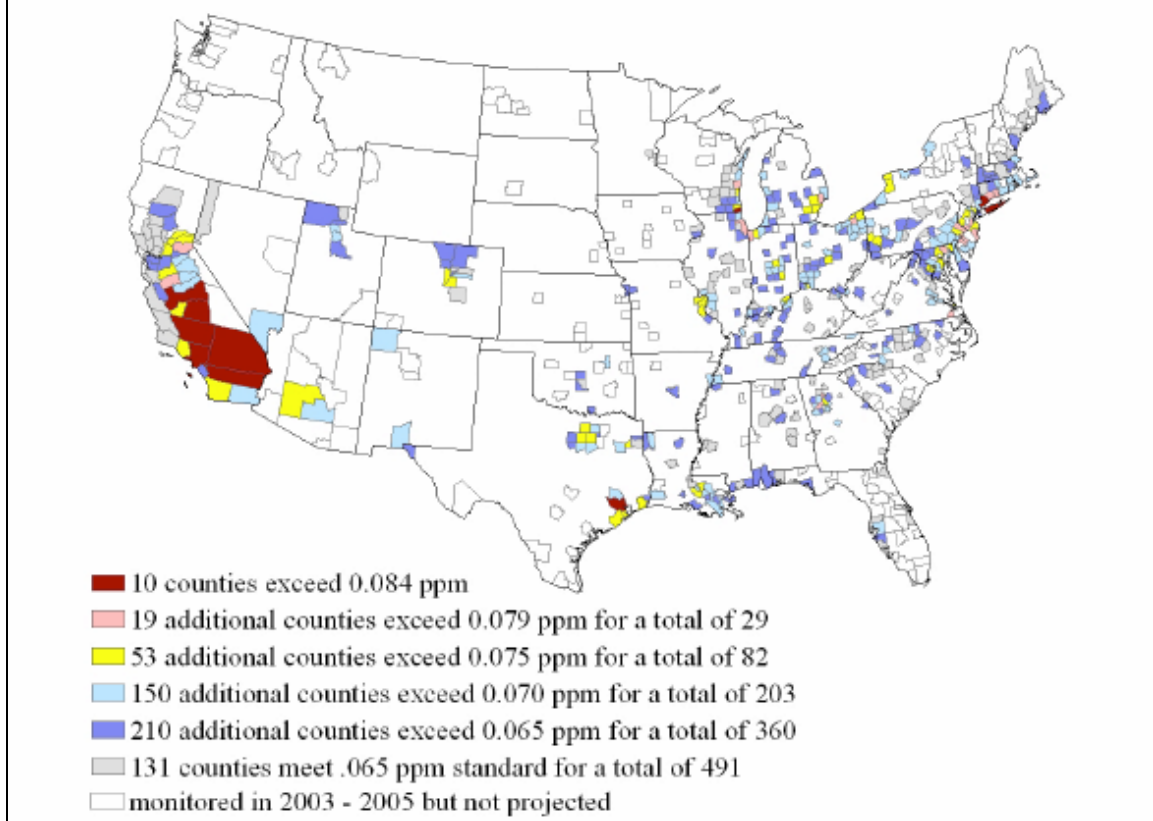 10 counties exceed 0.084 ppm
19 additional counties exceed 0.079 ppm for a total of 29
53 additional counties exceed 0.075 ppm for a total of 82
150 additional counties exceed 0.070 ppm for a total of 203
210 additional counties exceed 0.065 ppm for a total of 360
131 counties meet .065 ppm standard for a total of 491
monitored in 2003 - 2005 but not projected